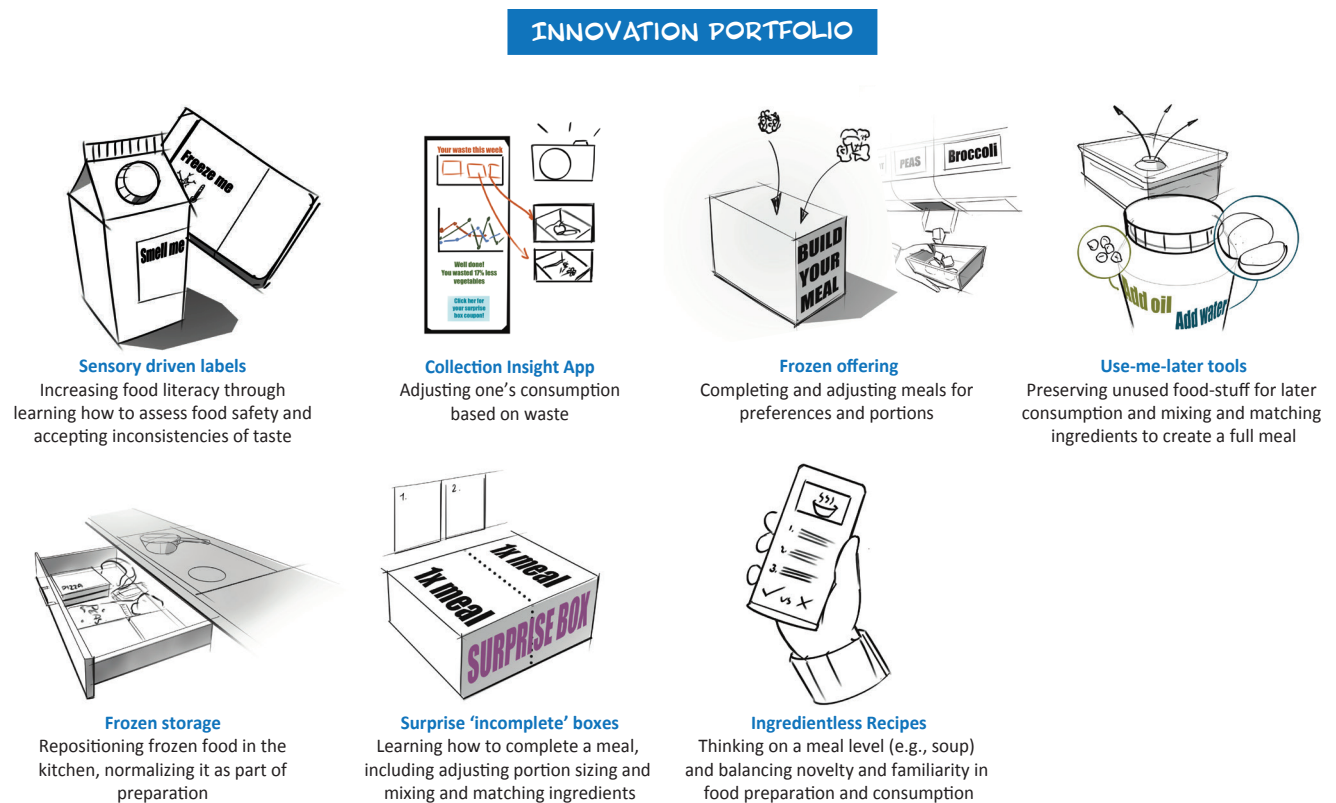 INNOVATION PORTFOLIO
Freeze me
Smell me
Sensory driven labels
Increasing food literacy through
learning how to assess food safety and
accepting inconsistencies of taste
Your waste this week
Well done!
You wasted 17% less
vegetables
Click her for
your surprise
box coupon!
Collection Insight App
Adjusting one’s consumption
based on waste
PEAS
Broccoli
BUILD
YOUR
MEAL
Frozen offering
Completing and adjusting meals for
preferences and portions
Add oil
Add water
Use-me-later tools
Preserving unused food-stuff for later
consumption and mixing and matching
ingredients to create a full meal
PIZZA
Frozen storage
Repositioning frozen food in the
kitchen, normalizing it as part of
preparation
1.
2.
1x meal
1x meal
SURPRISE BOX
Surprise ‘incomplete’ boxes
Learning how to complete a meal,
including adjusting portion sizing and
mixing and matching ingredients
1.
2.
3.
✓ vs X
Ingredientless Recipes
Thinking on a meal level (e.g., soup)
and balancing novelty and familiarity in
food preparation and consumption